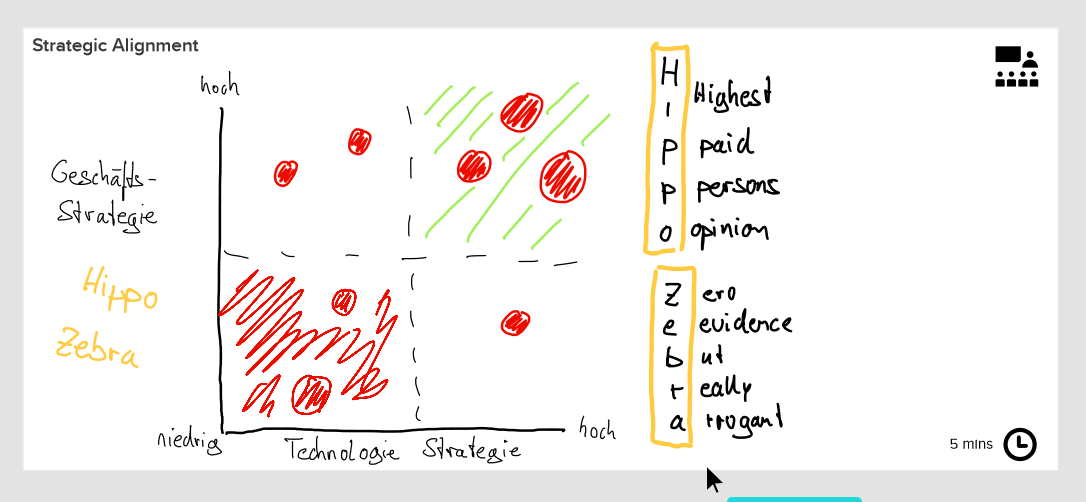 Strategic Alignment
hoch
Geschäfts-
Strategie
Hippo
Zebra
niedrig
Technologie Strategie
hoch
H
I Highest
P paid
P persons
O opinion
Z ero
e evidence
b ut
r eally
a rrogant
5 mins